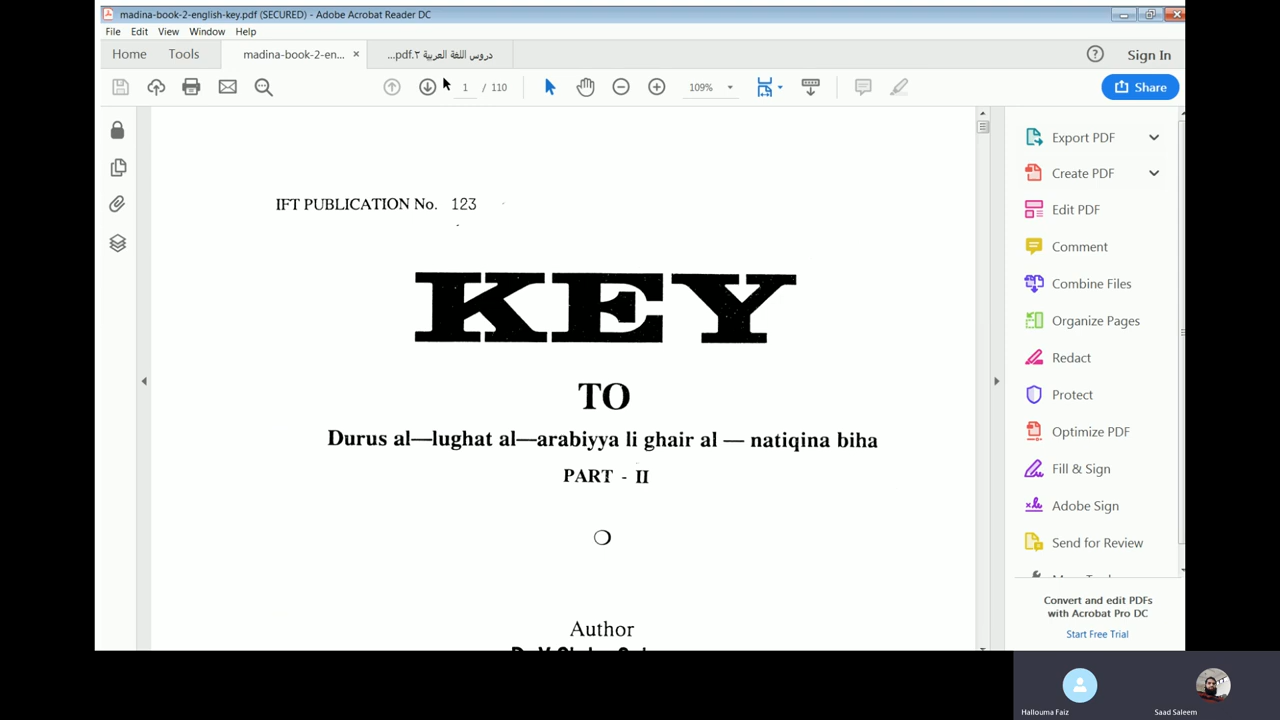 madina-book-2-english-key.pdf (SECURED) - Adobe Acrobat Reader DC
File Edit View Window Help
Home Tools madina-book-2-en... × دروس اللغة العربية ٢.pdf...
? Sign In
1 / 110 109% Share
Export PDF
Create PDF
Edit PDF
Comment
Combine Files
Organize Pages
Redact
Protect
Optimize PDF
Fill & Sign
Adobe Sign
Send for Review
Convert and edit PDFs
with Acrobat Pro DC
Start Free Trial
IFT PUBLICATION No. 123
KEY
TO
Durus al—lughat al—arabiyya li ghair al — natiqina biha
PART - II
Author
Hallouma Faiz
Saad Saleem